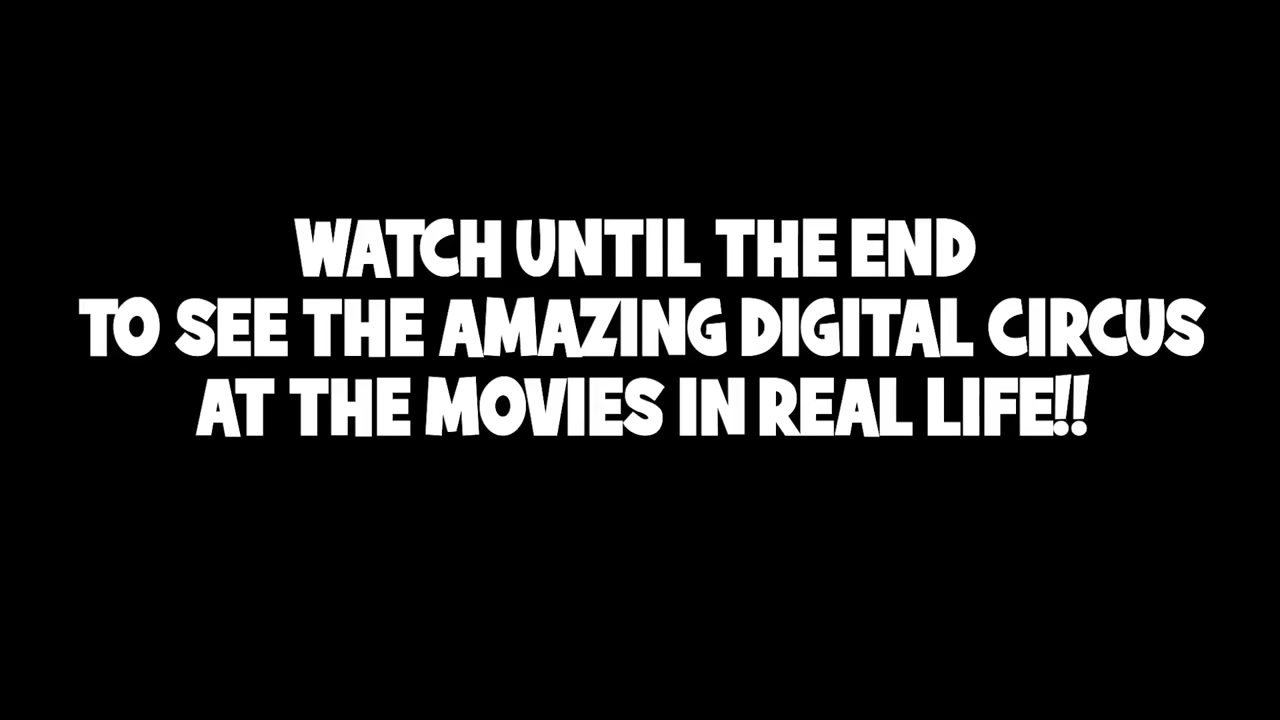 WATCH UNTIL THE END
TO SEE THE AMAZING DIGITAL CIRCUS
AT THE MOVIES IN REAL LIFE!!